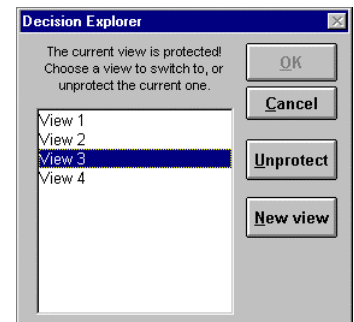 Decision Explorer
The current view is protected!
Choose a view to switch to, or
unprotect the current one.
View 1
View 2
View 3
View 4
OK
Cancel
Unprotect
New view